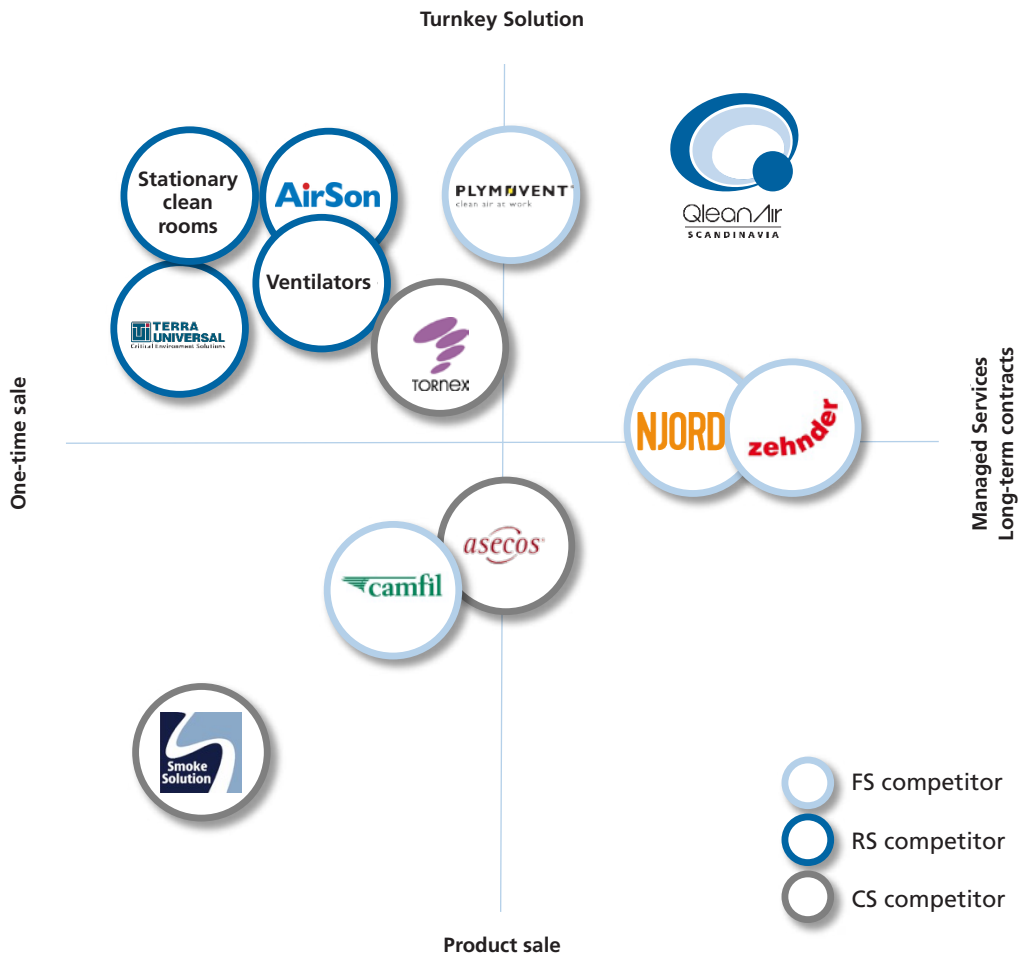 Turnkey Solution
QleanAir
SCANDINAVIA
Stationary
clean
rooms
AirSon
PLYMOVENT
clean air at work
Ventilators
TERRA
UNIVERSAL
Critical Environment Solutions
TORNEX
One-time sale
NJORD
zehnder
Managed Services
Long-term contracts
asecos
camfil
Smoke
Solution
FS competitor
RS competitor
CS competitor
Product sale